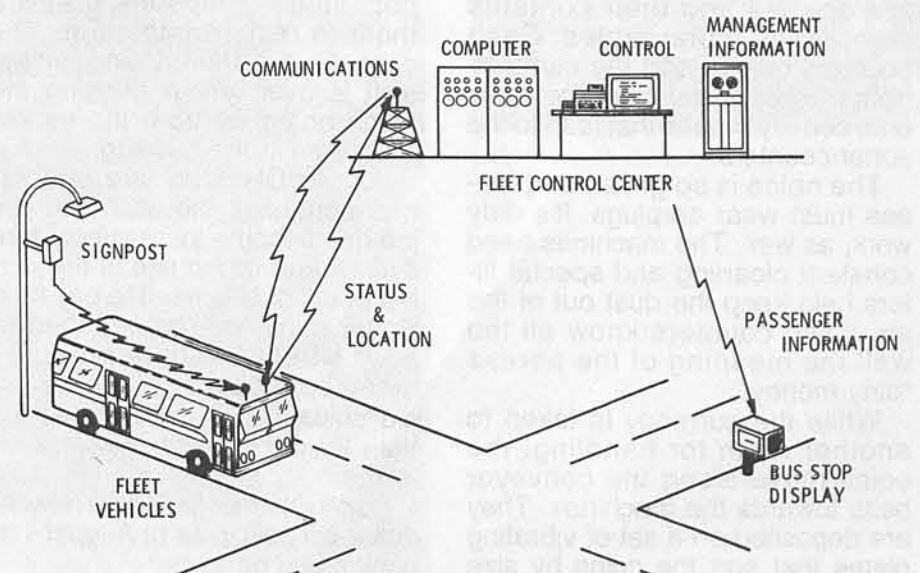 COMMUNICATIONS
COMPUTER
CONTROL
MANAGEMENT
INFORMATION
FLEET CONTROL CENTER
SIGNPOST
STATUS
&
LOCATION
PASSENGER
INFORMATION
FLEET
VEHICLES
BUS STOP
DISPLAY